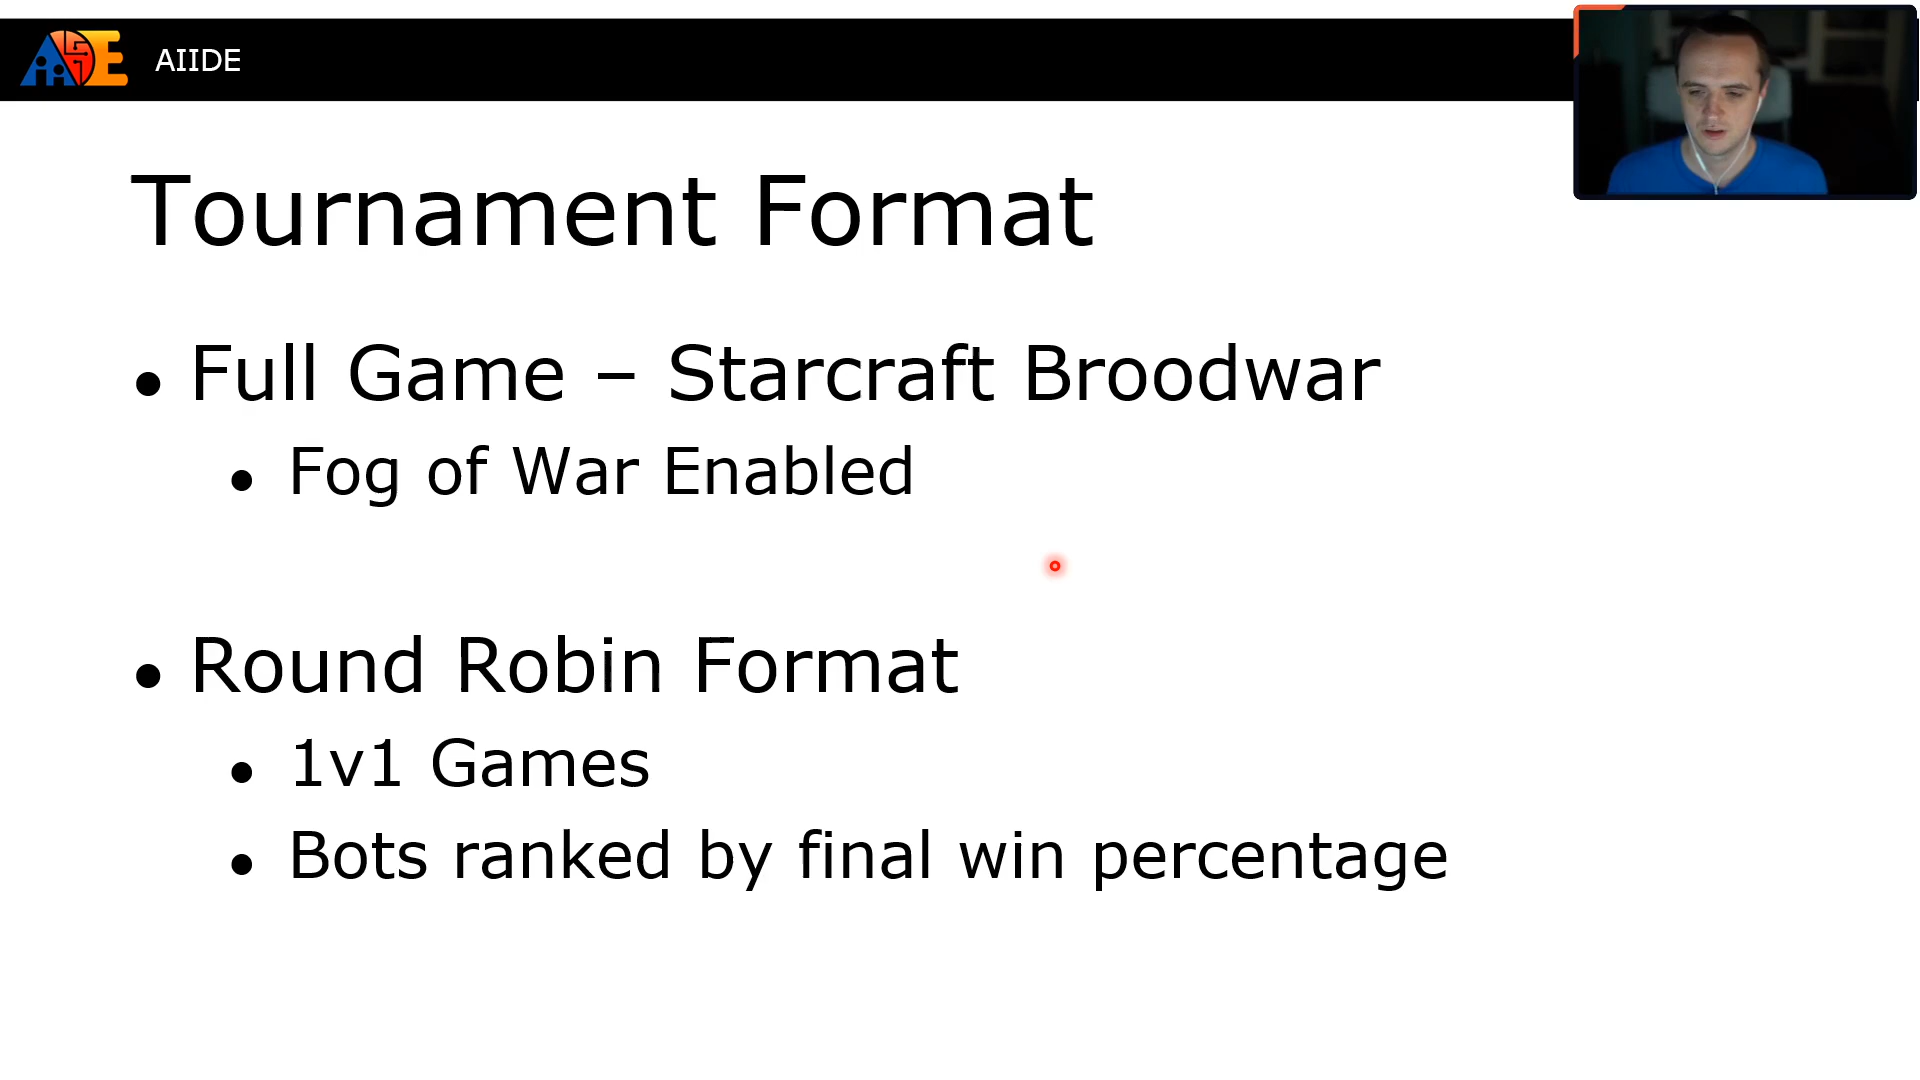 AIIDE
Tournament Format
• Full Game – Starcraft Broodwar
• Fog of War Enabled
• Round Robin Format
• 1v1 Games
• Bots ranked by final win percentage